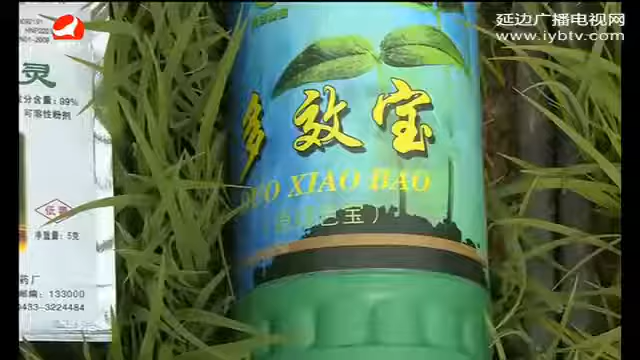 延边广播电视网
www.iybtv.com
灵
分含量：99%
可溶性粉剂
低毒
净重量：5克
药厂
邮编：133000
0433-3224484
多效宝
DUO XIAO BAO